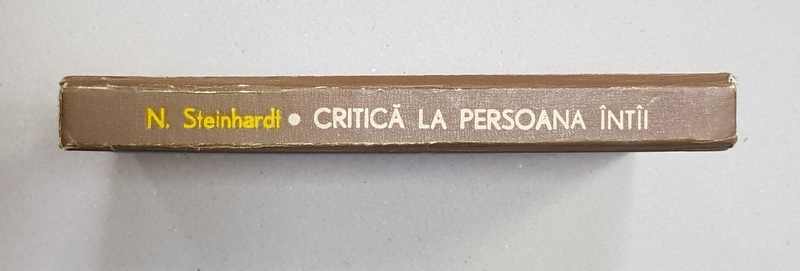 N. Steinhardt • CRITICĂ LA PERSOANA ÎNTÎI